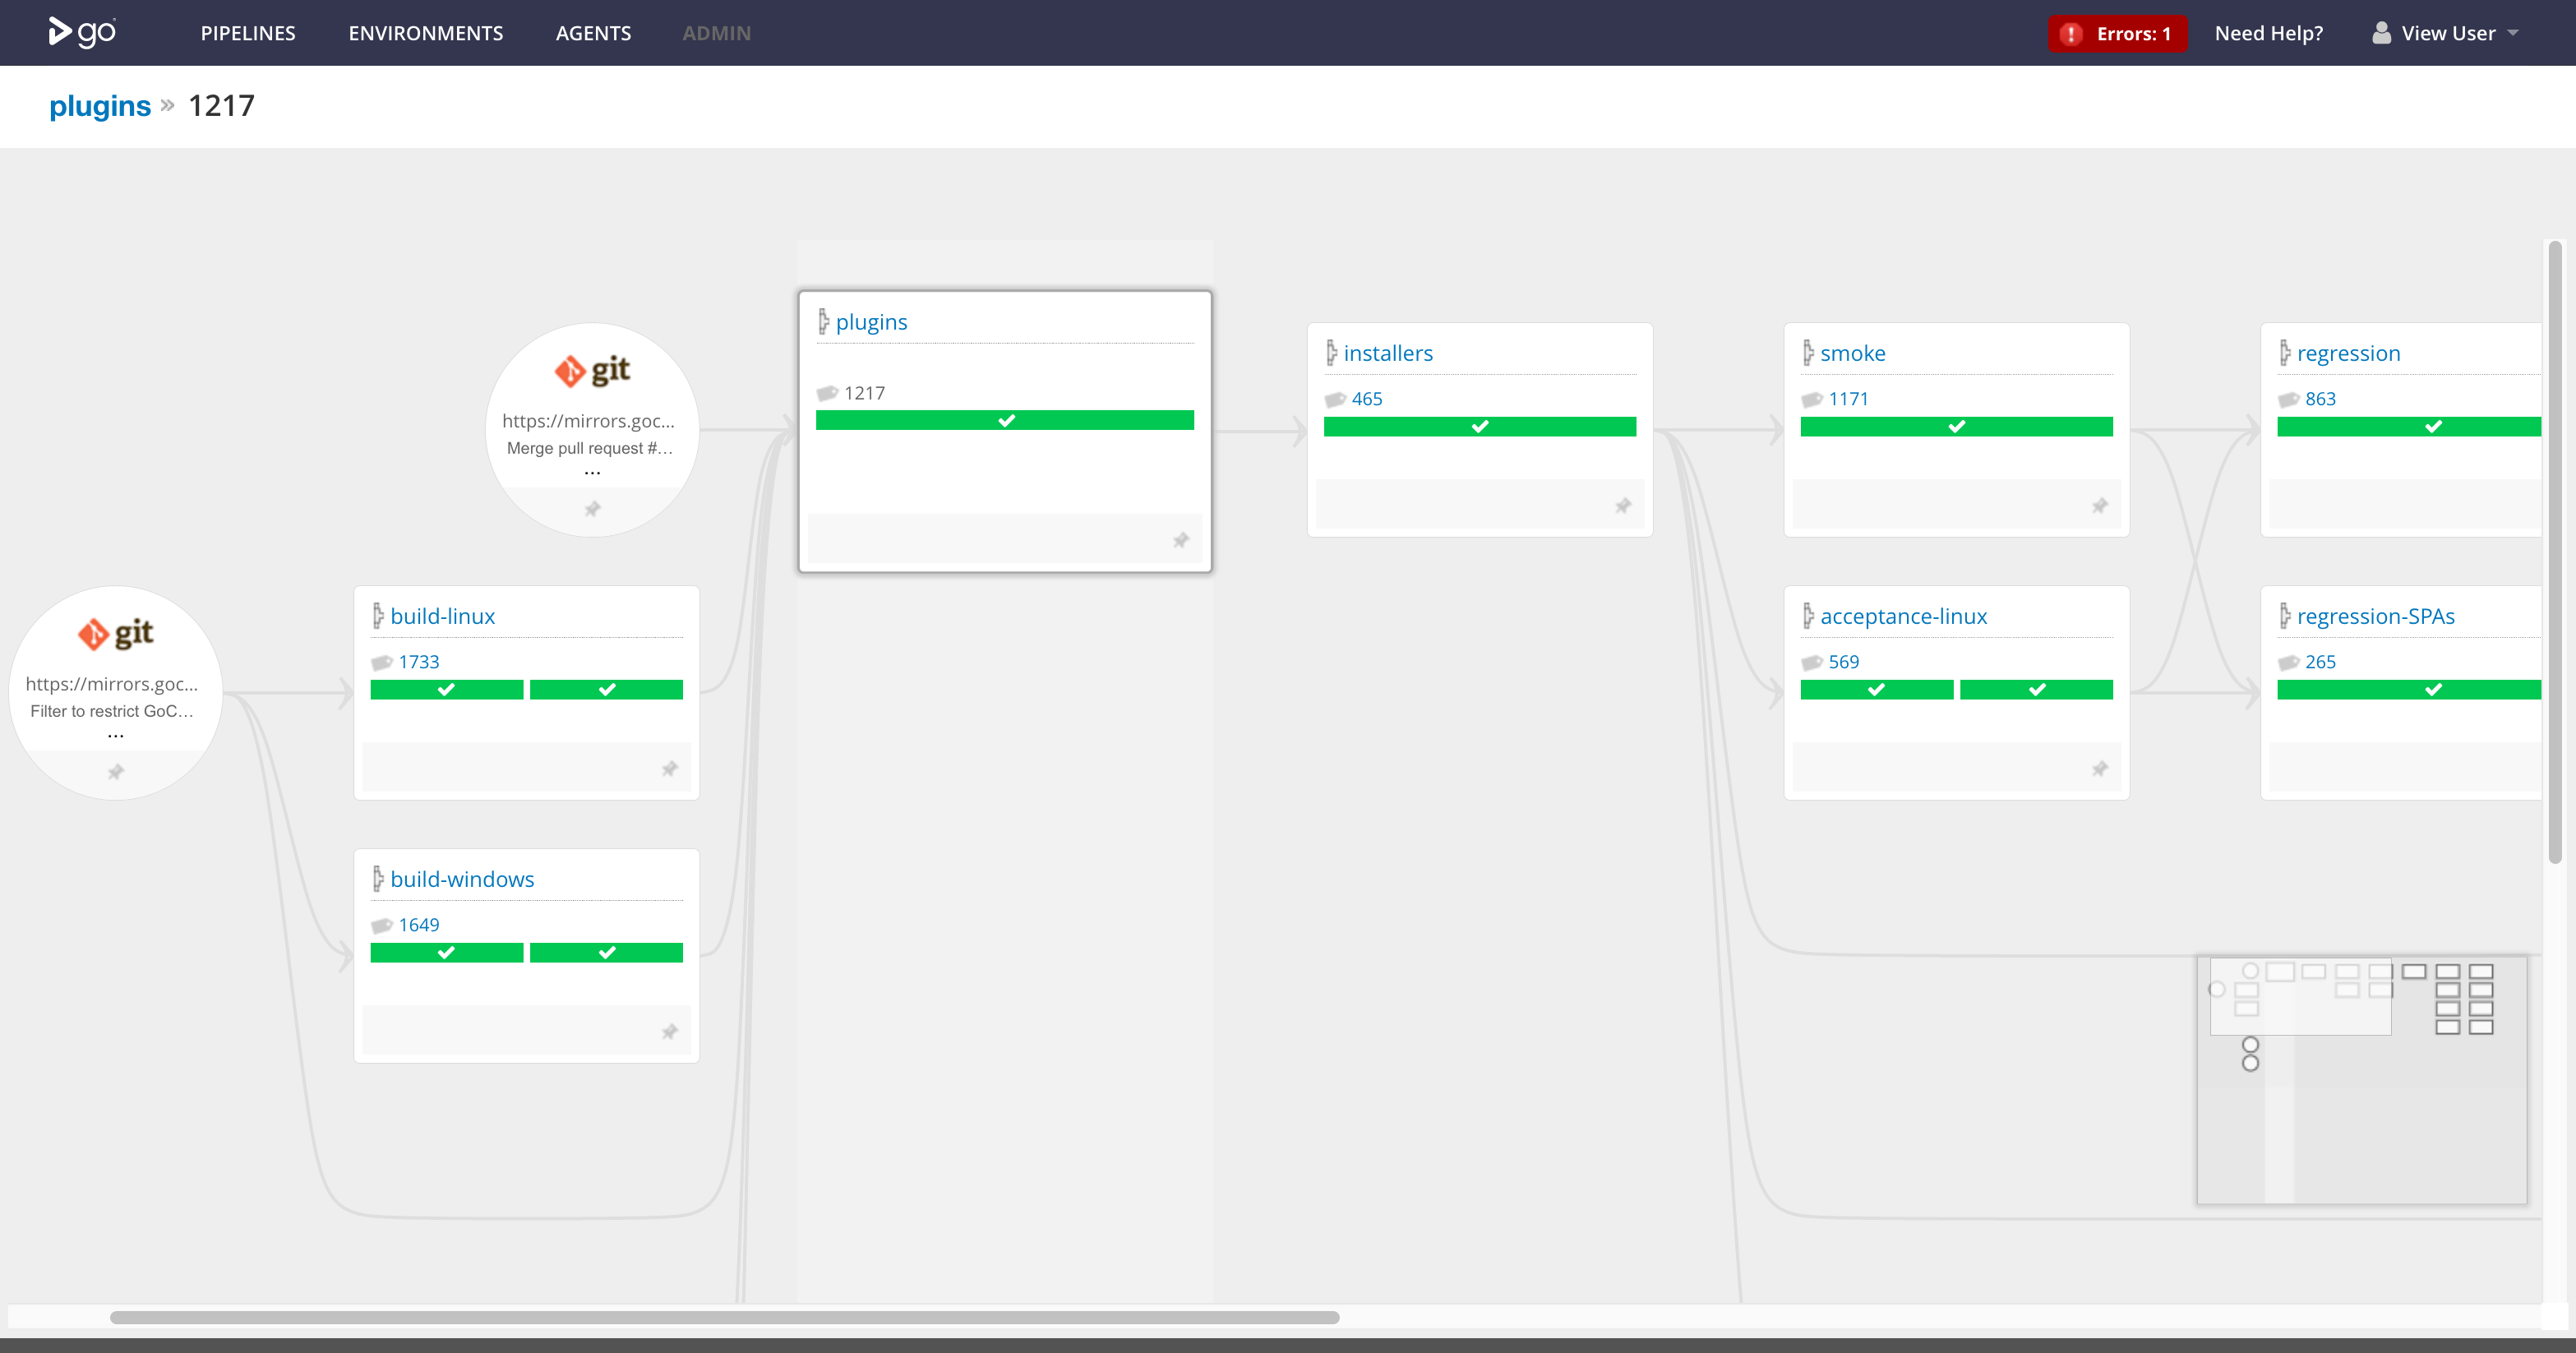 go PIPELINES ENVIRONMENTS AGENTS ADMIN Errors: 1 Need Help? View User
plugins » 1217
git
https://mirrors.goc...
Merge pull request #...
...
plugins
1217
installers
465
smoke
1171
regression
863
git
https://mirrors.goc...
Filter to restrict GoC...
...
build-linux
1733
acceptance-linux
569
regression-SPAs
265
build-windows
1649